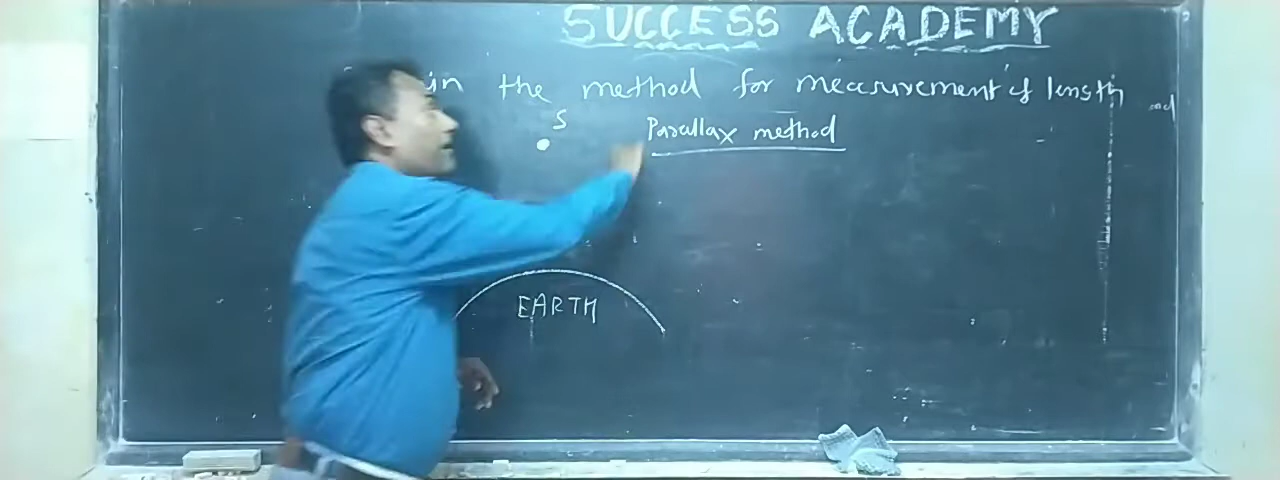 SUCCESS ACADEMY
in the method for measurement of length
S
Parallax method
EARTH